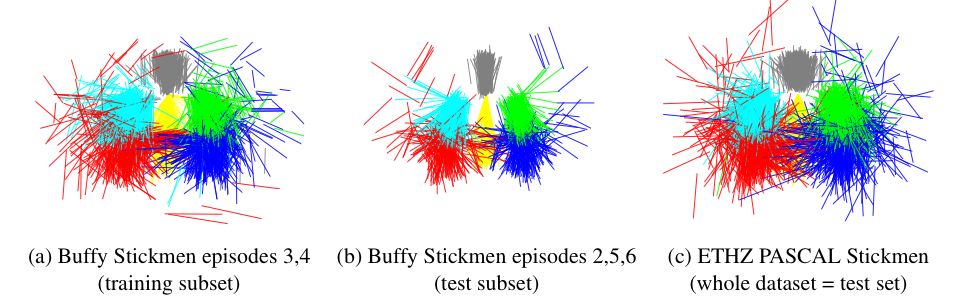 (a) Buffy Stickmen episodes 3,4
(training subset)
(b) Buffy Stickmen episodes 2,5,6
(test subset)
(c) ETHZ PASCAL Stickmen
(whole dataset = test set)